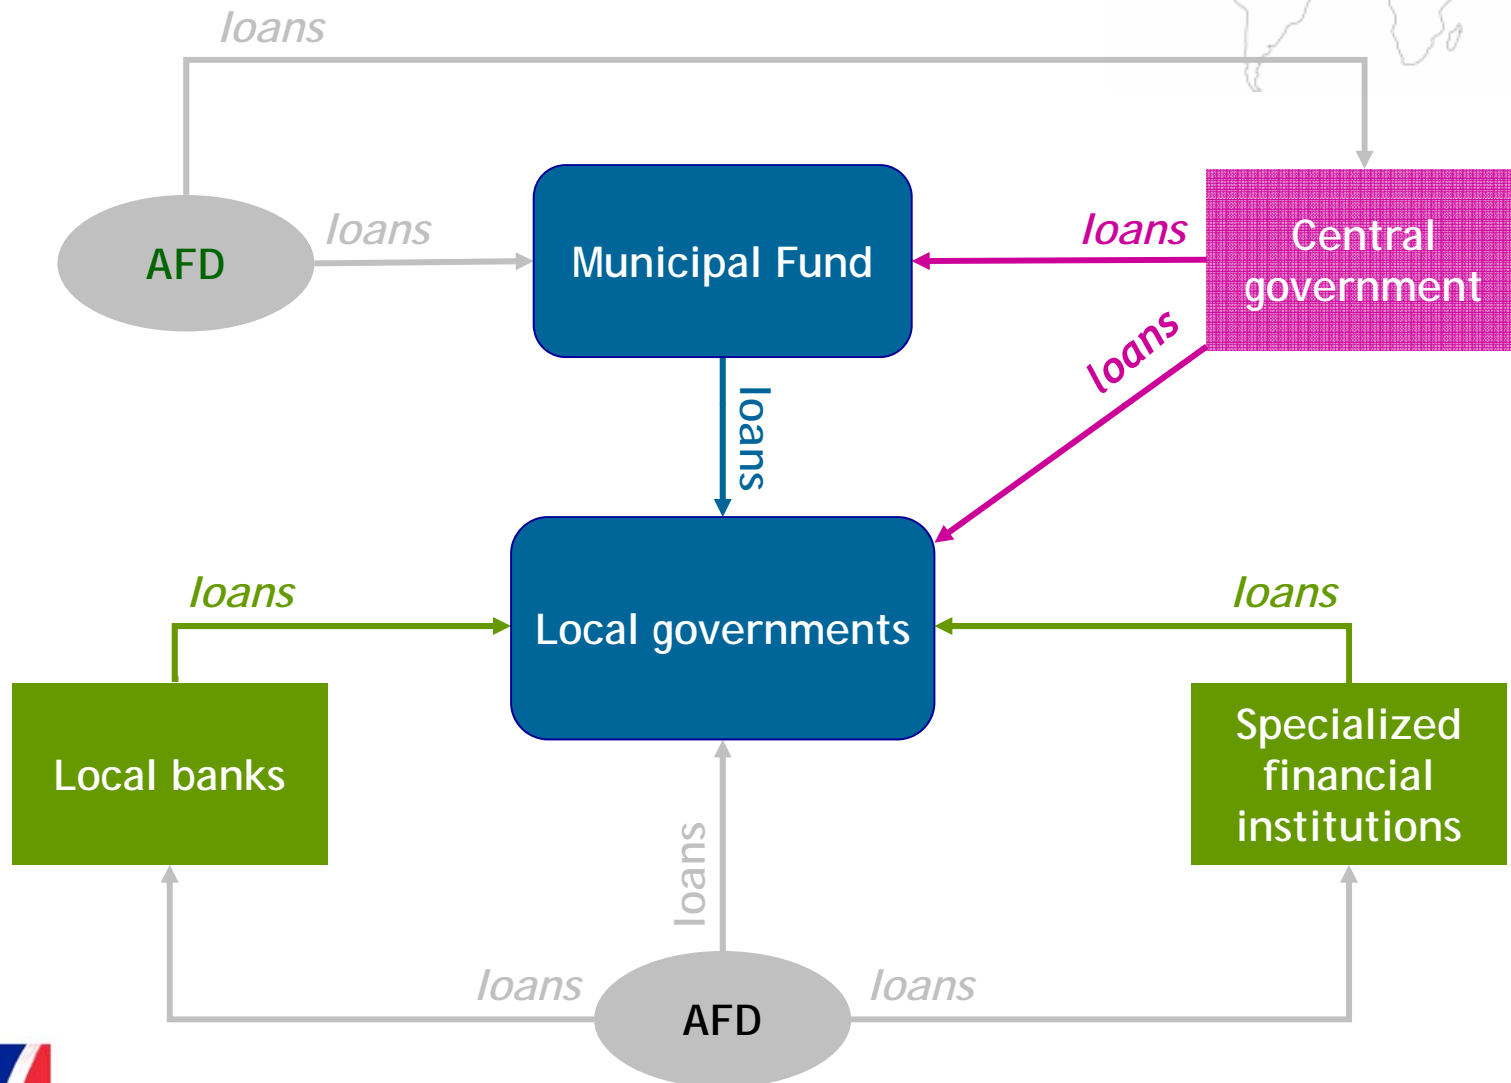 loans
AFD
loans
Municipal Fund
loans
Central
government
loans
loans
loans
Local governments
loans
Local banks
Specialized
financial
institutions
loans
loans
AFD
loans